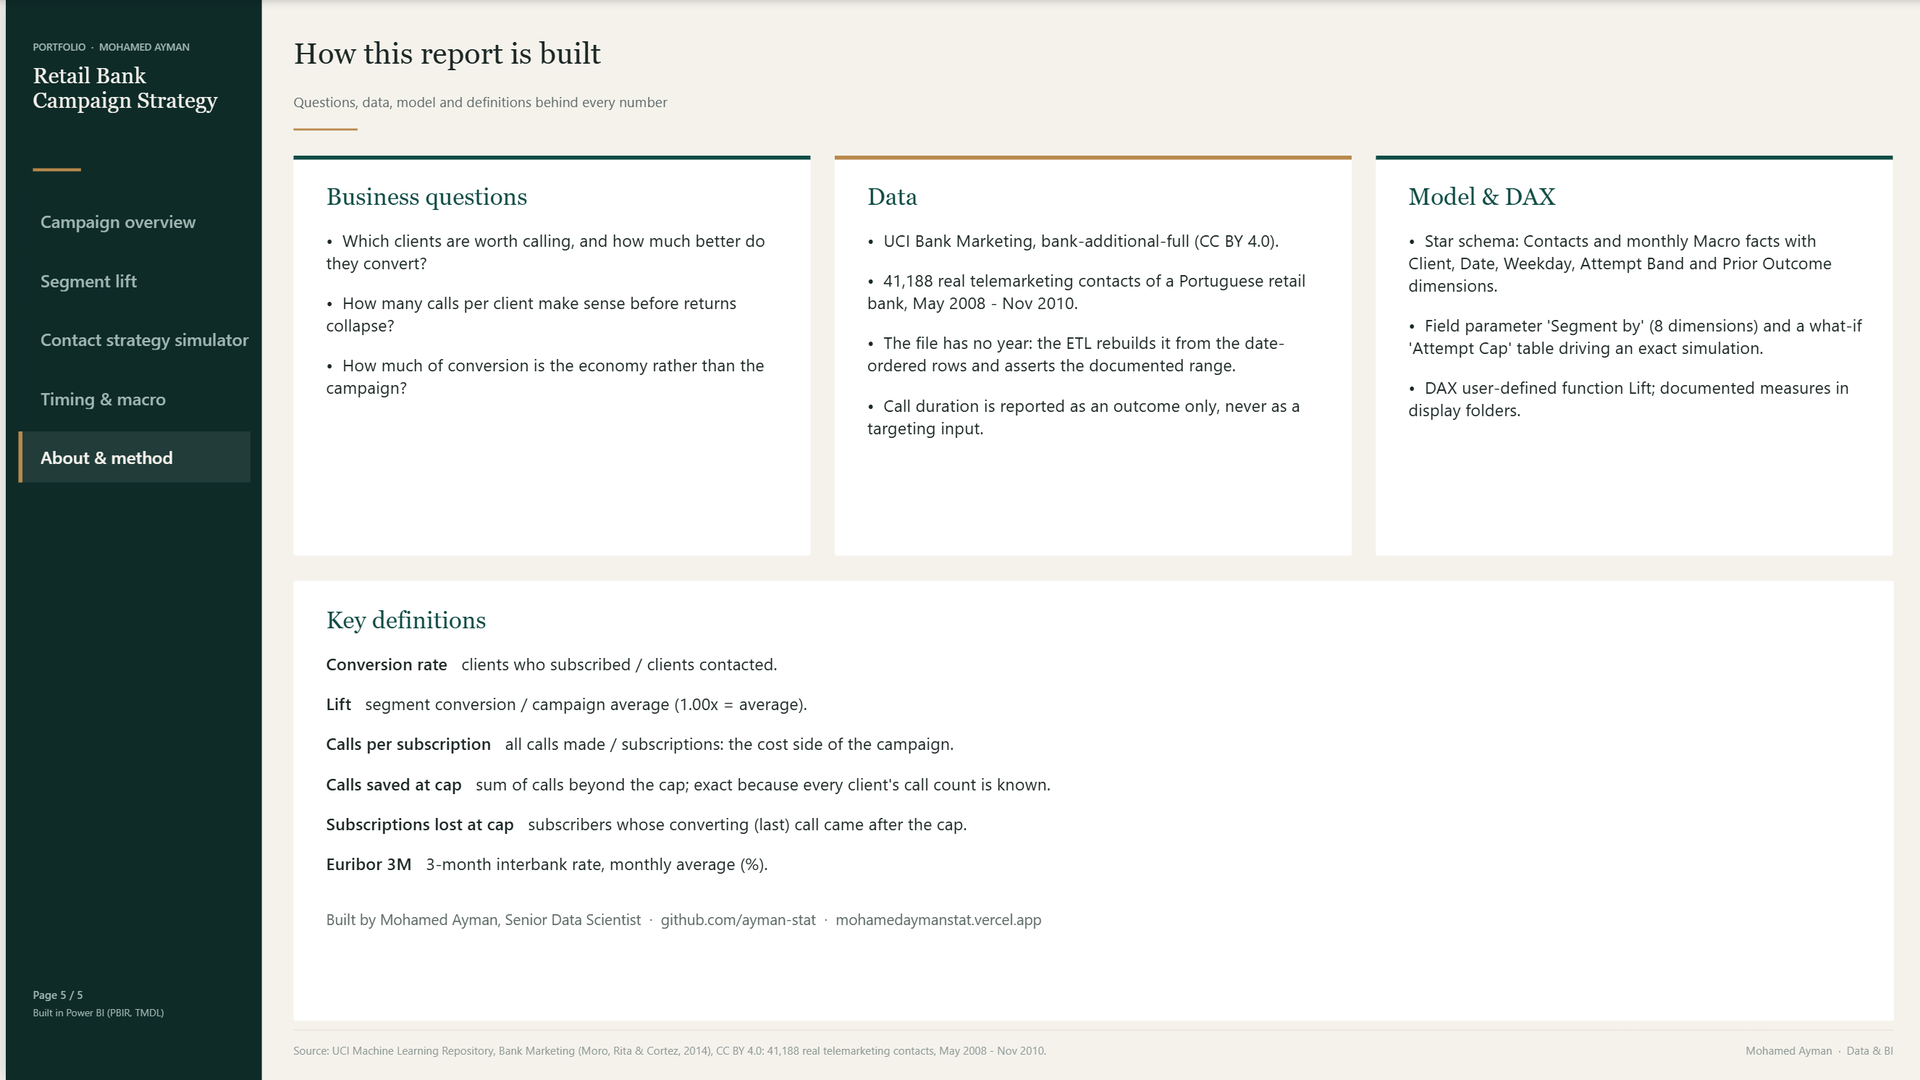 PORTFOLIO · MOHAMED AYMAN
Retail Bank
Campaign Strategy
Campaign overview
Segment lift
Contact strategy simulator
Timing & macro
About & method
Page 5 / 5
Built in Power BI (PBIR, TMDL)
How this report is built
Questions, data, model and definitions behind every number
Business questions
• Which clients are worth calling, and how much better do
they convert?
• How many calls per client make sense before returns
collapse?
• How much of conversion is the economy rather than the
campaign?
Data
• UCI Bank Marketing, bank-additional-full (CC BY 4.0).
• 41,188 real telemarketing contacts of a Portuguese retail
bank, May 2008 - Nov 2010.
• The file has no year: the ETL rebuilds it from the date-
ordered rows and asserts the documented range.
• Call duration is reported as an outcome only, never as a
targeting input.
Model & DAX
• Star schema: Contacts and monthly Macro facts with
Client, Date, Weekday, Attempt Band and Prior Outcome
dimensions.
• Field parameter 'Segment by' (8 dimensions) and a what-if
'Attempt Cap' table driving an exact simulation.
• DAX user-defined function Lift; documented measures in
display folders.
Key definitions
Conversion rate clients who subscribed / clients contacted.
Lift segment conversion / campaign average (1.00x = average).
Calls per subscription all calls made / subscriptions: the cost side of the campaign.
Calls saved at cap sum of calls beyond the cap; exact because every client's call count is known.
Subscriptions lost at cap subscribers whose converting (last) call came after the cap.
Euribor 3M 3-month interbank rate, monthly average (%).
Built by Mohamed Ayman, Senior Data Scientist · github.com/ayman-stat · mohamedaymanstat.vercel.app
Source: UCI Machine Learning Repository, Bank Marketing (Moro, Rita & Cortez, 2014), CC BY 4.0: 41,188 real telemarketing contacts, May 2008 - Nov 2010.
Mohamed Ayman · Data & BI